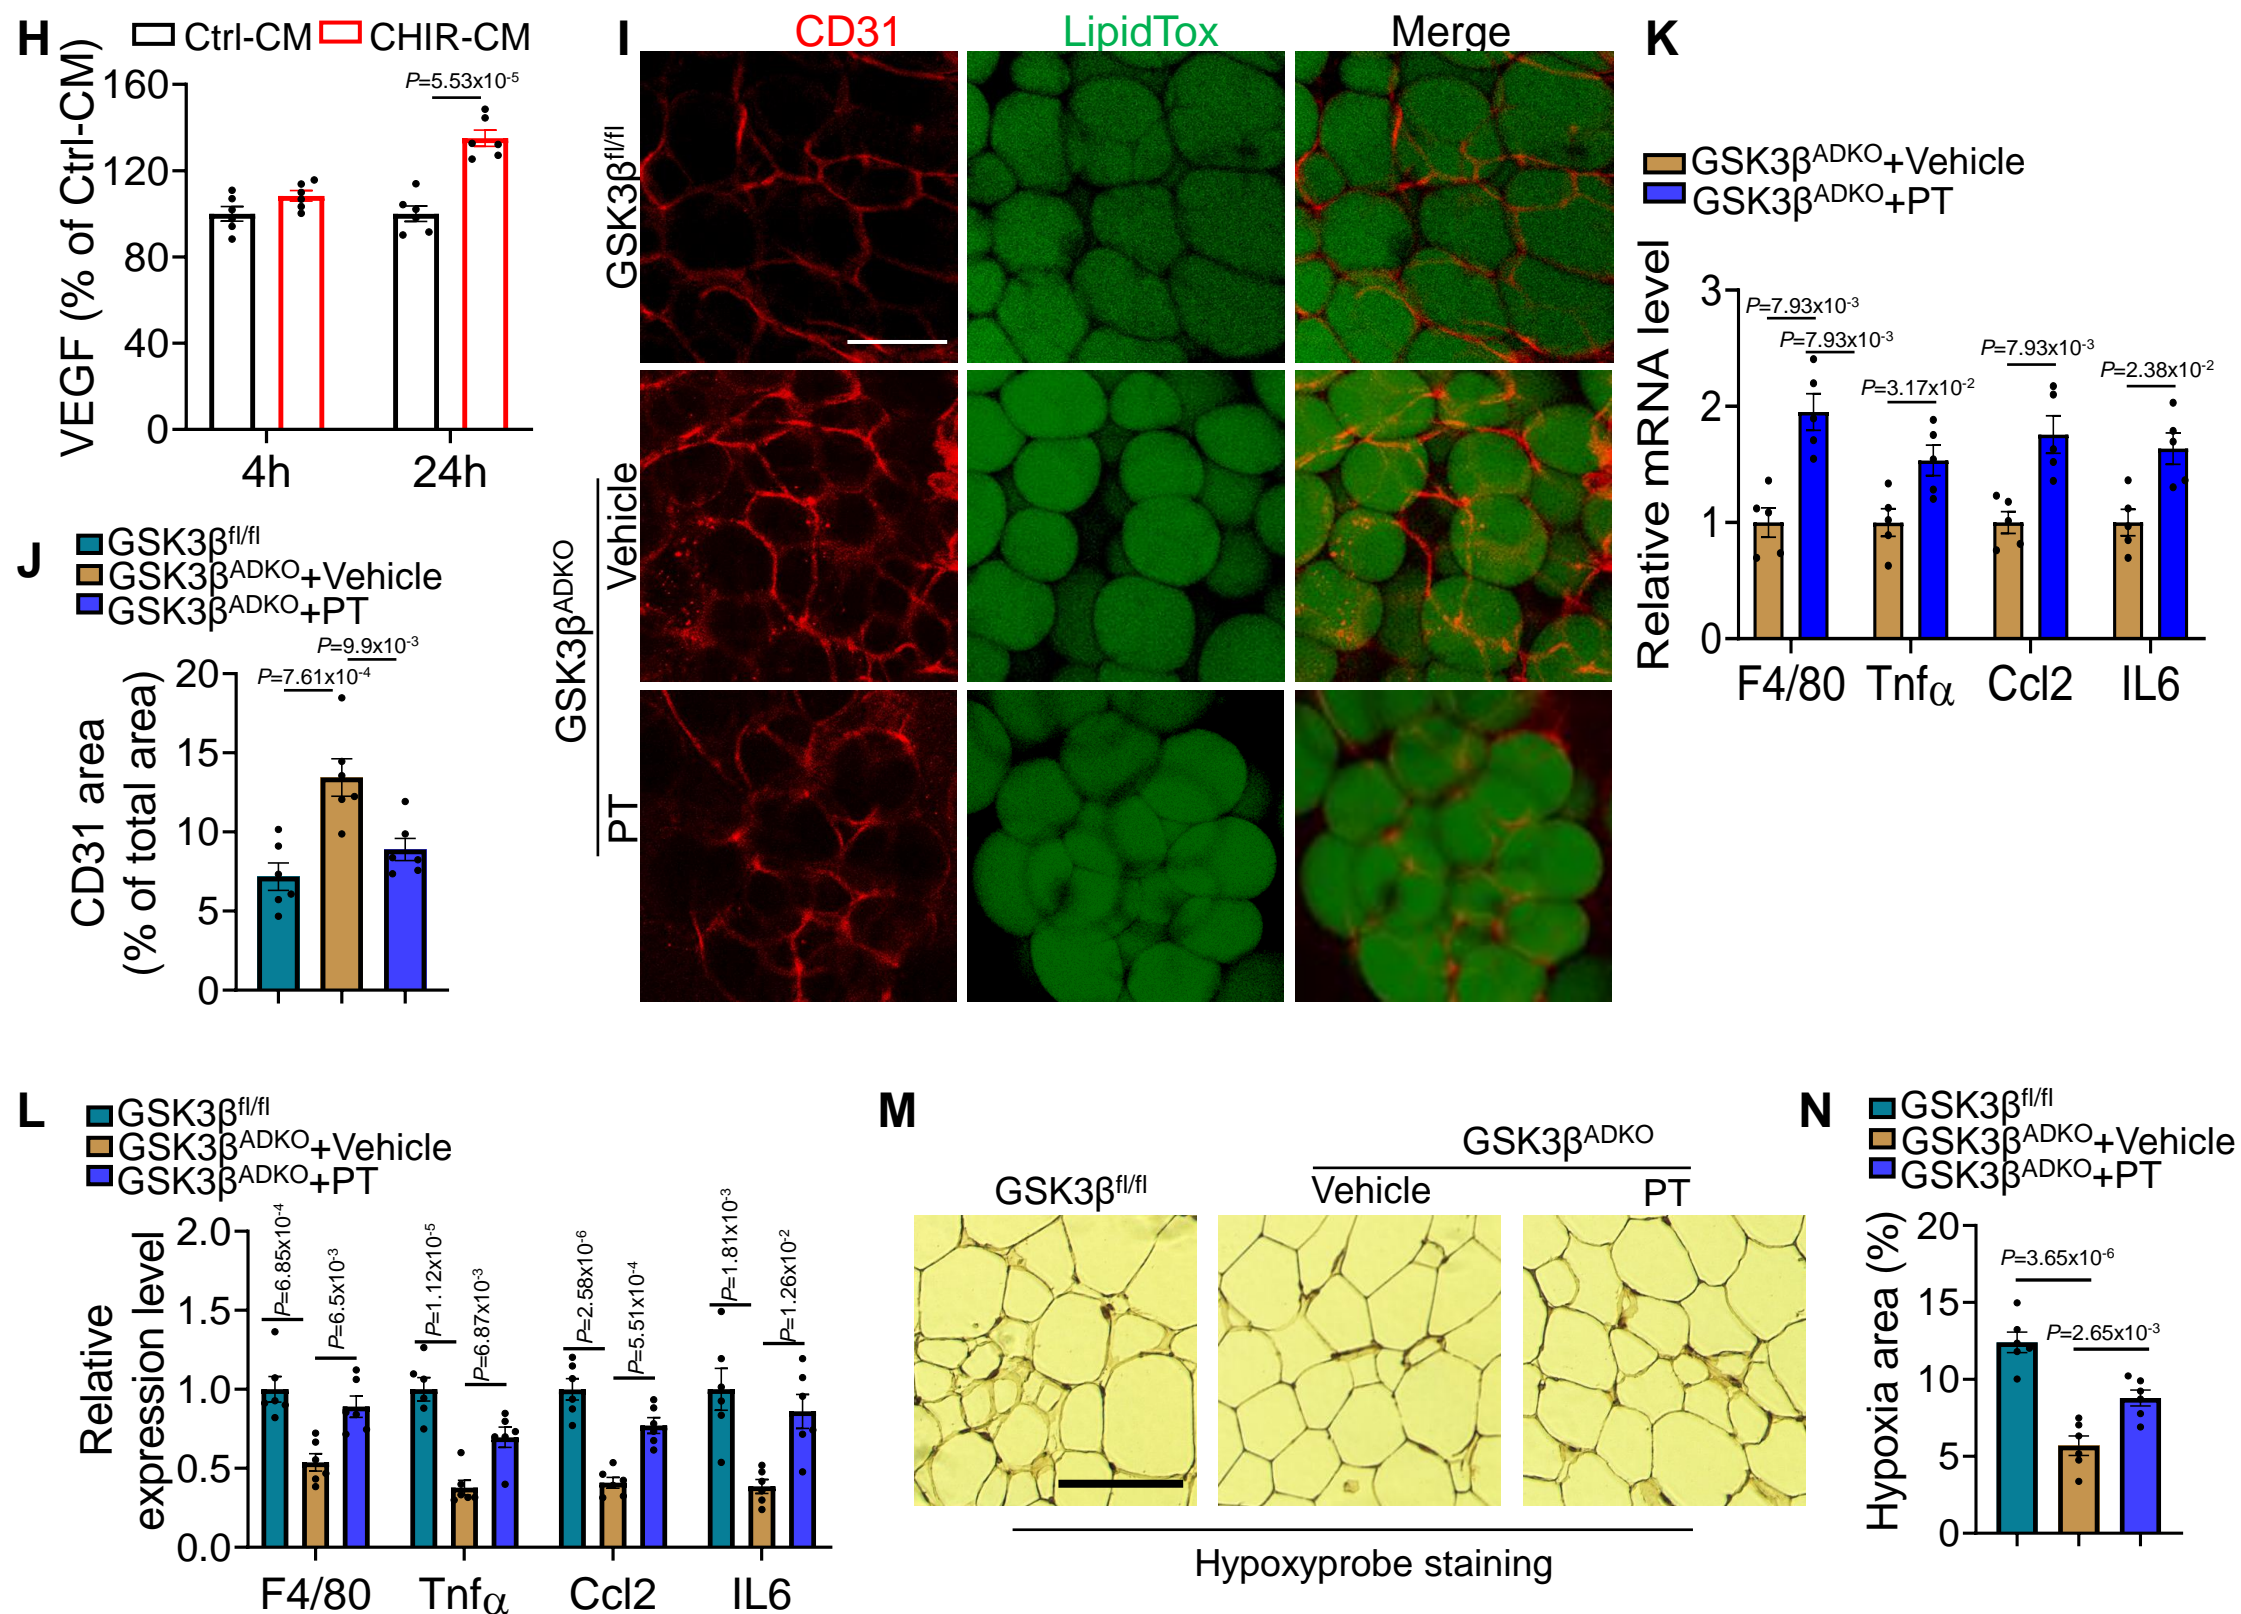 H
Ctrl-CM CHIR-CM
VEGF (% of Ctrl-CM)
160
120
80
40
0
P=5.53x10-5
4h 24h
I
CD31 LipidTox Merge
GSK3βfl/fl
GSK3βADKO
Vehicle
PT
J
GSK3βfl/fl
GSK3βADKO+Vehicle
GSK3βADKO+PT
P=9.9x10-3
P=7.61x10-4
CD31 area
(% of total area)
20
15
10
5
0
K
GSK3βADKO+Vehicle
GSK3βADKO+PT
Relative mRNA level
3
2
1
0
P=7.93x10-3
P=7.93x10-3
P=3.17x10-2
P=7.93x10-3
P=2.38x10-2
F4/80 Tnfα Ccl2 IL6
L
GSK3βfl/fl
GSK3βADKO+Vehicle
GSK3βADKO+PT
Relative
expression level
2.0
1.5
1.0
0.5
0.0
P=6.85x10-4
P=6.5x10-3
P=1.12x10-5
P=6.87x10-3
P=2.58x10-6
P=5.51x10-4
P=1.81x10-3
P=1.26x10-2
F4/80 Tnfα Ccl2 IL6
M
GSK3βADKO
GSK3βfl/fl Vehicle PT
Hypoxyprobe staining
N
GSK3βfl/fl
GSK3βADKO+Vehicle
GSK3βADKO+PT
Hypoxia area (%)
20
15
10
5
0
P=3.65x10-6
P=2.65x10-3